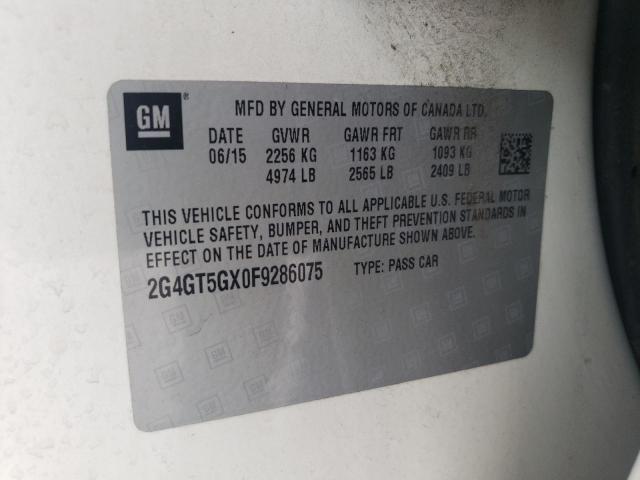 GM®
MFD BY GENERAL MOTORS OF CANADA LTD.
DATE GVWR GAWR FRT GAWR RR
06/15 2256 KG 1163 KG 1093 KG
4974 LB 2565 LB 2409 LB
THIS VEHICLE CONFORMS TO ALL APPLICABLE U.S. FEDERAL MOTOR
VEHICLE SAFETY, BUMPER, AND THEFT PREVENTION STANDARDS IN
EFFECT ON THE DATE OF MANUFACTURE SHOWN ABOVE.
2G4GT5GX0F9286075 TYPE: PASS CAR